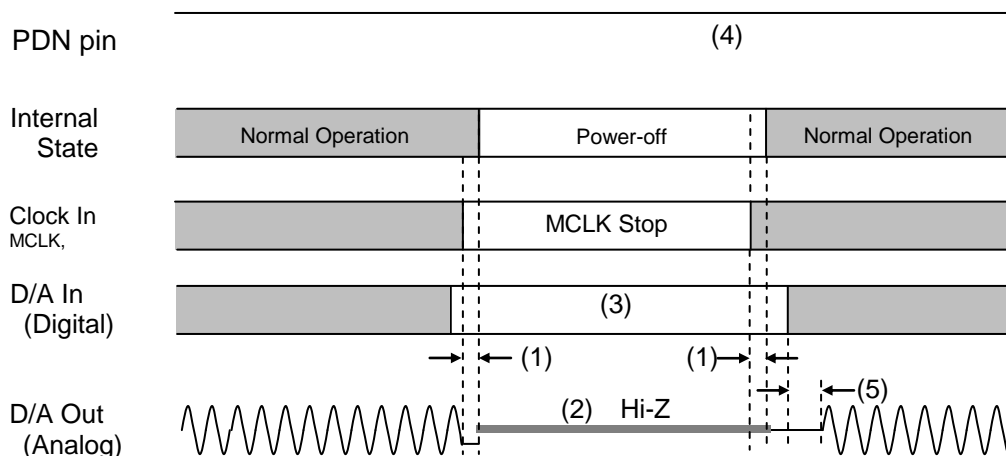 PDN pin
(4)
Internal
State
Normal Operation
Power-off
Normal Operation
Clock In
MCLK,
MCLK Stop
D/A In
(Digital)
(3)
(1)
(1)
(5)
D/A Out
(Analog)
(2)
Hi-Z